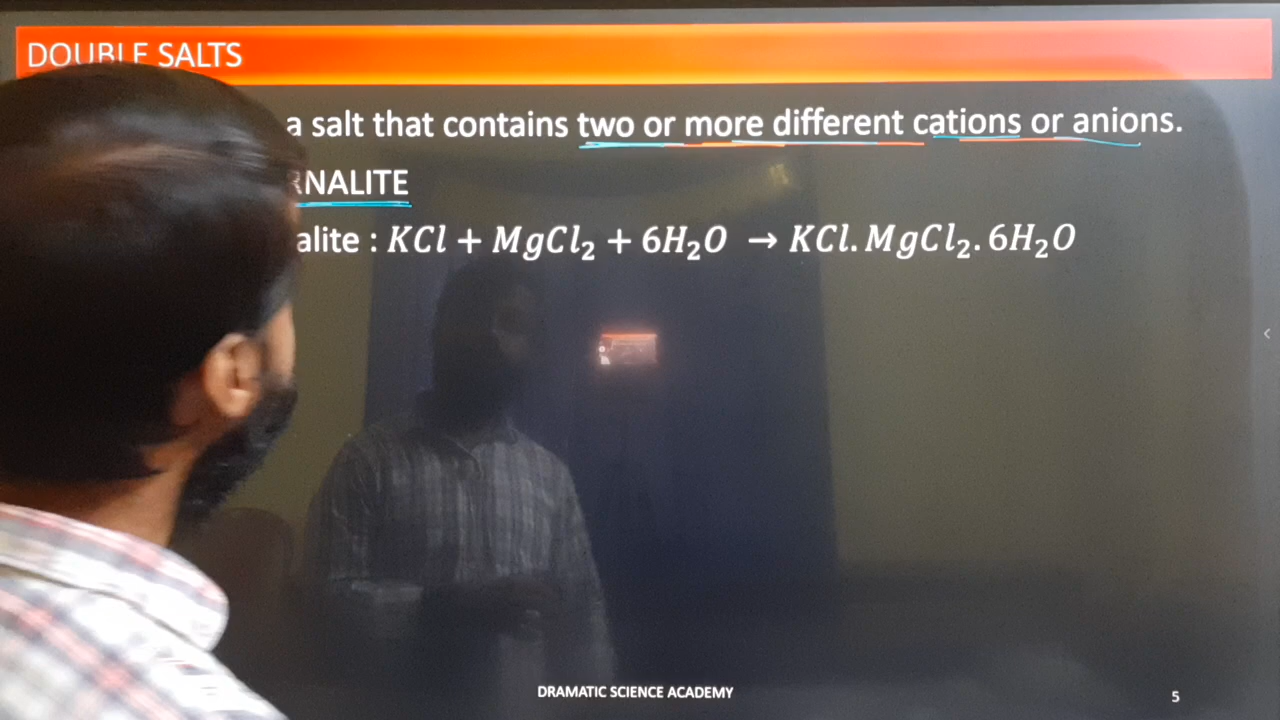 DOUBLE SALTS
a salt that contains two or more different cations or anions.
RNALITE
alite : KCl + MgCl₂ + 6H₂O → KCl. MgCl₂. 6H₂O
DRAMATIC SCIENCE ACADEMY
5